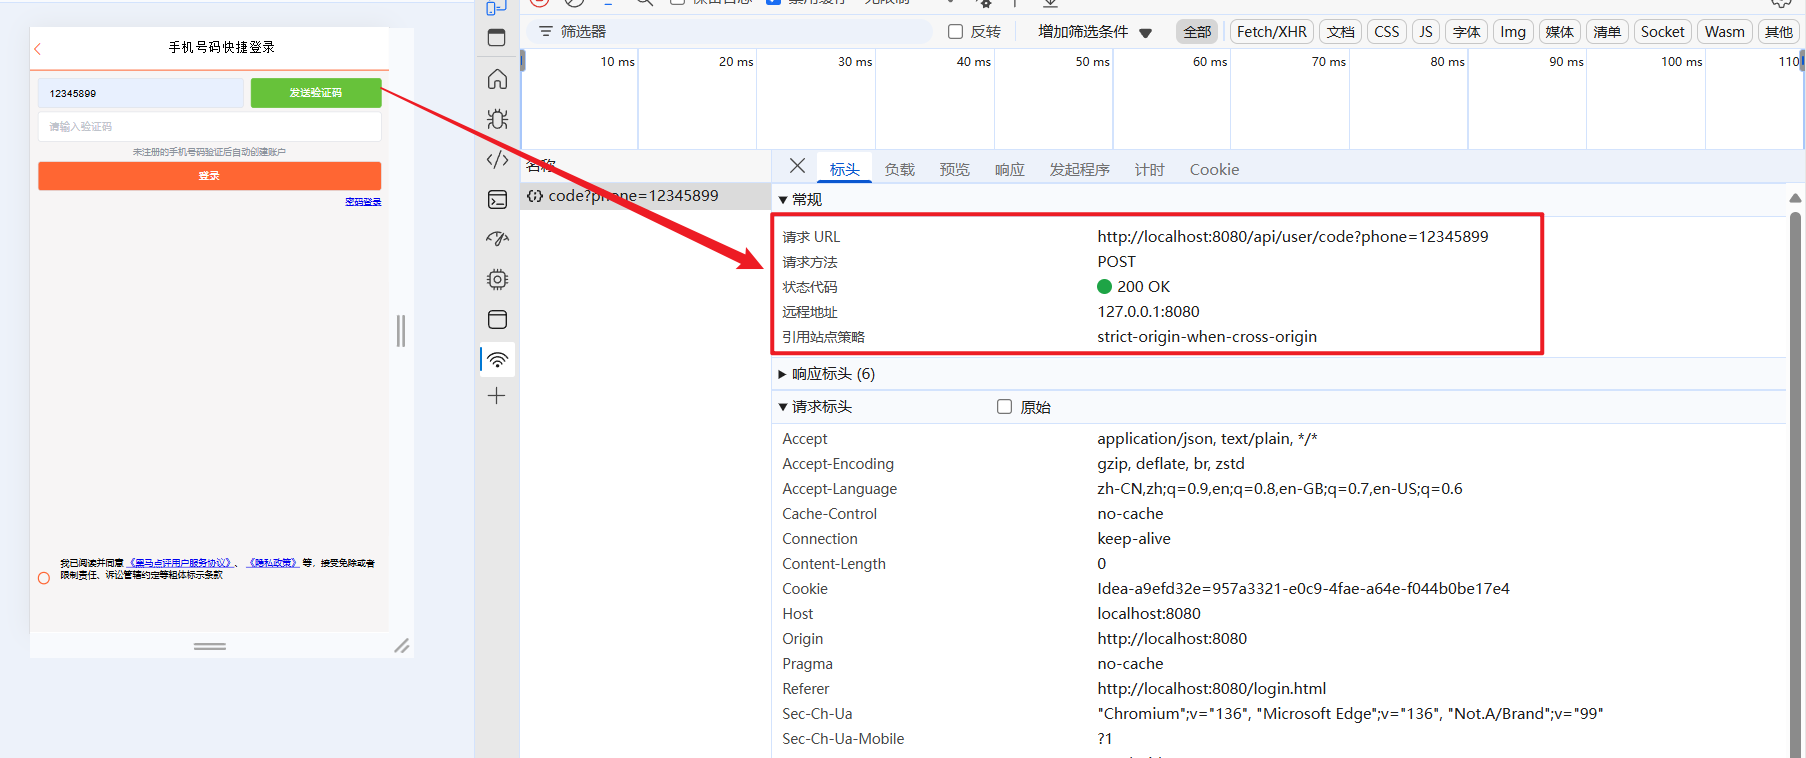 手机号码快捷登录
12345899
发送验证码
请输入验证码
未注册的手机号码验证后自动创建账户
登录
密码登录
我已阅读并同意《黑马点评用户服务协议》、《隐私政策》等，接受免除或者
限制责任、诉讼管辖约定等粗体标示条款
筛选器
反转
增加筛选条件
全部
Fetch/XHR
文档
CSS
JS
字体
Img
媒体
清单
Socket
Wasm
其他
10 ms
20 ms
30 ms
40 ms
50 ms
60 ms
70 ms
80 ms
90 ms
100 ms
110
名称
code?phone=12345899
标头
负载
预览
响应
发起程序
计时
Cookie
常规
请求 URL
http://localhost:8080/api/user/code?phone=12345899
请求方法
POST
状态代码
200 OK
远程地址
127.0.0.1:8080
引用站点策略
strict-origin-when-cross-origin
响应标头 (6)
请求标头
原始
Accept
application/json, text/plain, */*
Accept-Encoding
gzip, deflate, br, zstd
Accept-Language
zh-CN,zh;q=0.9,en;q=0.8,en-GB;q=0.7,en-US;q=0.6
Cache-Control
no-cache
Connection
keep-alive
Content-Length
0
Cookie
Idea-a9efd32e=957a3321-e0c9-4fae-a64e-f044b0be17e4
Host
localhost:8080
Origin
http://localhost:8080
Pragma
no-cache
Referer
http://localhost:8080/login.html
Sec-Ch-Ua
"Chromium";v="136", "Microsoft Edge";v="136", "Not.A/Brand";v="99"
Sec-Ch-Ua-Mobile
?1